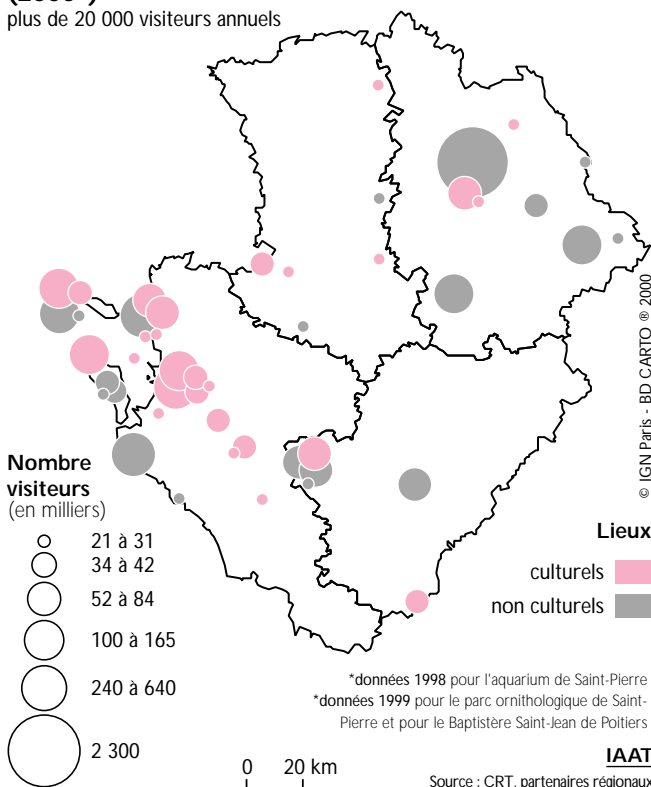 plus de 20 000 visiteurs annuels
© IGN Paris - BD CARTO ® 2000
Nombre
visiteurs
(en milliers)
21 à 31
34 à 42
52 à 84
100 à 165
240 à 640
2 300
Lieux
culturels
non culturels
*données 1998 pour l'aquarium de Saint-Pierre
*données 1999 pour le parc ornithologique de Saint-
Pierre et pour le Baptistère Saint-Jean de Poitiers
0 20 km
IAAT
Source : CRT, partenaires régionaux